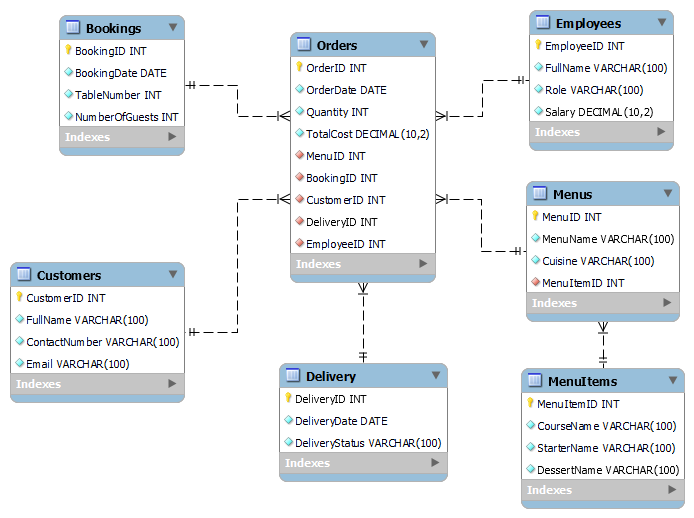 Bookings
BookingID INT
BookingDate DATE
TableNumber INT
NumberOfGuests INT
Indexes
Orders
OrderID INT
OrderDate DATE
Quantity INT
TotalCost DECIMAL(10,2)
MenuID INT
BookingID INT
CustomerID INT
DeliveryID INT
EmployeeID INT
Indexes
Employees
EmployeeID INT
FullName VARCHAR(100)
Role VARCHAR(100)
Salary DECIMAL(10,2)
Indexes
Menus
MenuID INT
MenuName VARCHAR(100)
Cuisine VARCHAR(100)
MenuItemID INT
Indexes
Customers
CustomerID INT
FullName VARCHAR(100)
ContactNumber VARCHAR(100)
Email VARCHAR(100)
Indexes
Delivery
DeliveryID INT
DeliveryDate DATE
DeliveryStatus VARCHAR(100)
Indexes
MenuItems
MenuItemID INT
CourseName VARCHAR(100)
StarterName VARCHAR(100)
DessertName VARCHAR(100)
Indexes